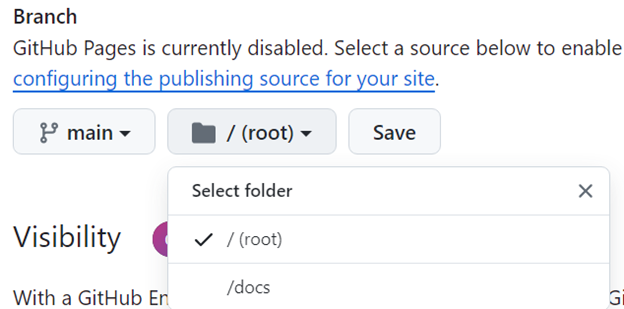 Branch
GitHub Pages is currently disabled. Select a source below to enable
configuring the publishing source for your site.
main / (root) Save
Select folder
/ (root)
Visibility
/docs
With a GitHub En